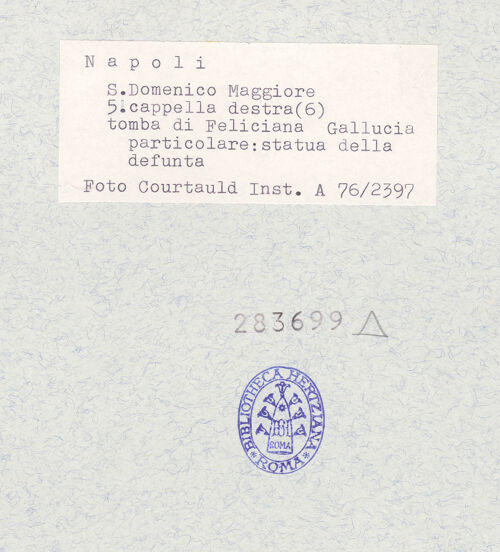 Napoli
S.Domenico Maggiore
5.cappella destra(6)
tomba di Feliciana Gallucia
particolare:statua della
defunta
Foto Courtauld Inst. A 76/2397
283699 △
BIBLIOTHECA HERTZIANA
ROMA
* ROMA *